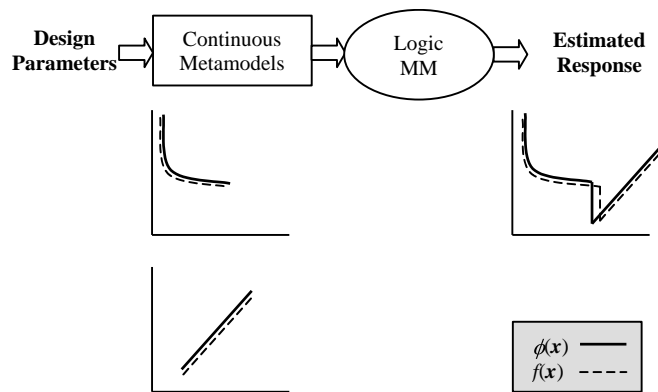 Design
Parameters
Continuous
Metamodels
Logic
MM
Estimated
Response
ϕ(x)
f(x)